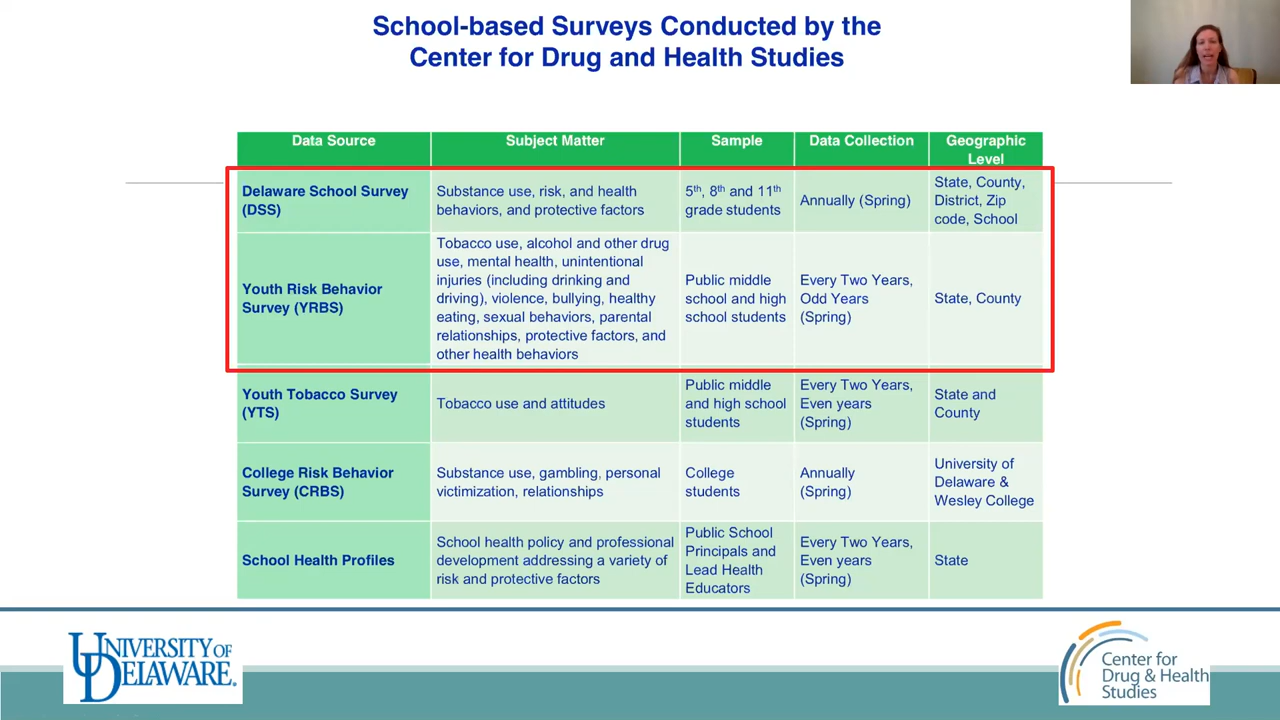 School-based Surveys Conducted by the
Center for Drug and Health Studies
Data Source
Subject Matter
Sample
Data Collection
Geographic
Level
Delaware School Survey
(DSS)
Substance use, risk, and health
behaviors, and protective factors
5th, 8th and 11th
grade students
Annually (Spring)
State, County,
District, Zip
code, School
Youth Risk Behavior
Survey (YRBS)
Tobacco use, alcohol and other drug
use, mental health, unintentional
injuries (including drinking and
driving), violence, bullying, healthy
eating, sexual behaviors, parental
relationships, protective factors, and
other health behaviors
Public middle
school and high
school students
Every Two Years,
Odd Years
(Spring)
State, County
Youth Tobacco Survey
(YTS)
Tobacco use and attitudes
Public middle
and high school
students
Every Two Years,
Even years
(Spring)
State and
County
College Risk Behavior
Survey (CRBS)
Substance use, gambling, personal
victimization, relationships
College
students
Annually
(Spring)
University of
Delaware &
Wesley College
School Health Profiles
School health policy and professional
development addressing a variety of
risk and protective factors
Public School
Principals and
Lead Health
Educators
Every Two Years,
Even years
(Spring)
State
UNIVERSITY OF
DELAWARE.
Center for
Drug & Health
Studies